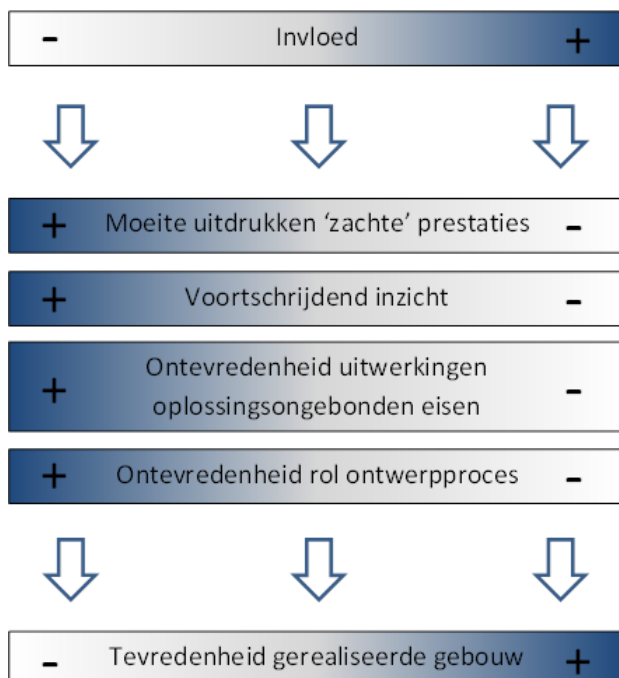 - Invloed +
+ Moeite uitdrukken ‘zachte’ prestaties -
+ Voortschrijdend inzicht -
Ontevredenheid uitwerkingen
+ oplossingsongebonden eisen -
+ Ontevredenheid rol ontwerpproces -
- Tevredenheid gerealiseerde gebouw +